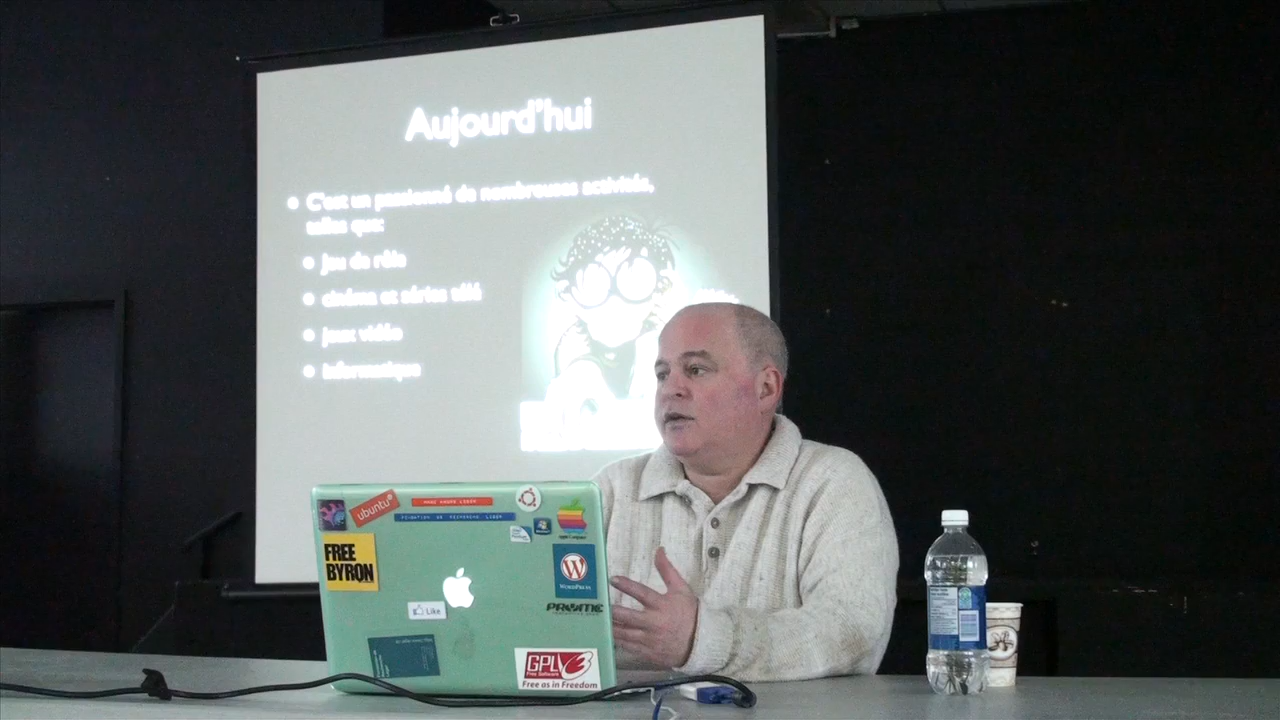 Aujourd'hui
C'est un passionné de nombreuses activités,
telles que:
jeu de rôle
cinéma et séries télé
jeux vidéo
informatique
ubuntu
FREE
BYRON
Like
WORDPRESS
GPLv3
Free Software
Free as in Freedom